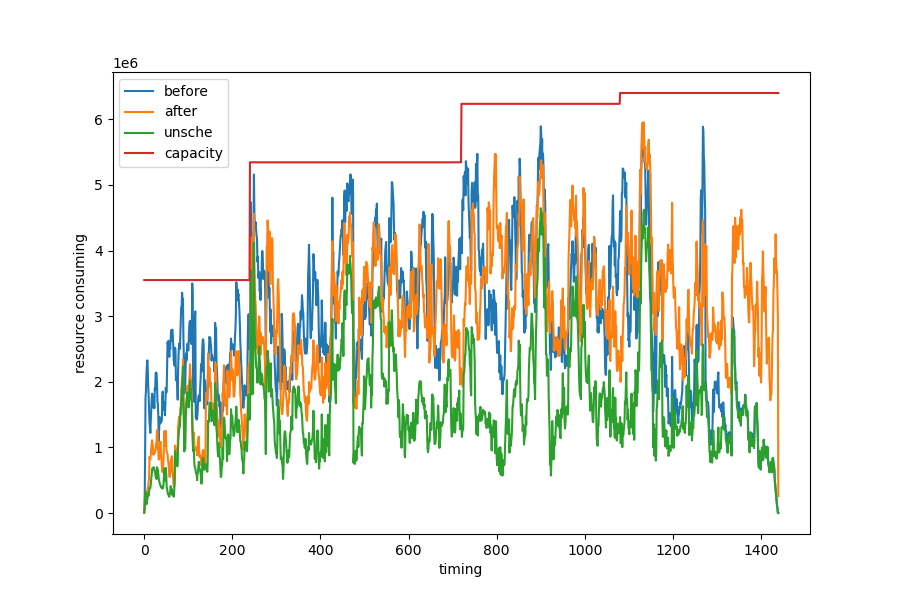 1e6
before
after
unsche
capacity
6
5
4
3
2
1
0
resource consuming
0 200 400 600 800 1000 1200 1400
timing